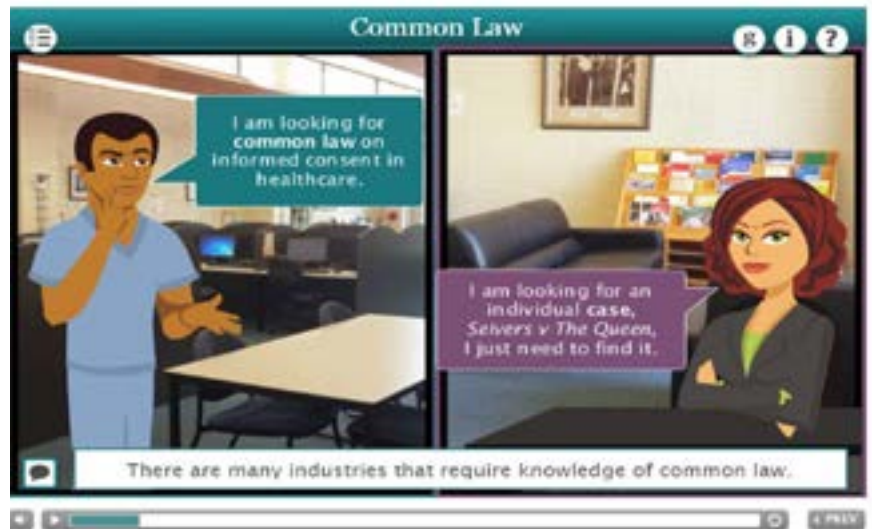 Common Law
g i ?
I am looking for
common law on
informed consent in
healthcare.
I am looking for an
individual case,
Seivers v The Queen,
I just need to find it.
There are many industries that require knowledge of common law.
PREV